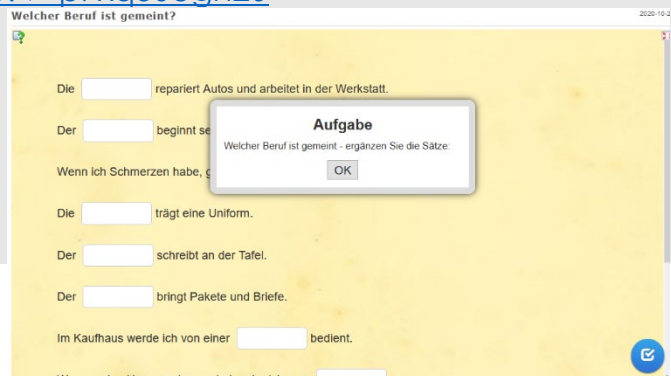 Welcher Beruf ist gemeint?
2020-10-2
Die repariert Autos und arbeitet in der Werkstatt.
Der beginnt se
Aufgabe
Welcher Beruf ist gemeint - ergänzen Sie die Sätze:
OK
Wenn ich Schmerzen habe, g
Die trägt eine Uniform.
Der schreibt an der Tafel.
Der bringt Pakete und Briefe.
Im Kaufhaus werde ich von einer bedient.